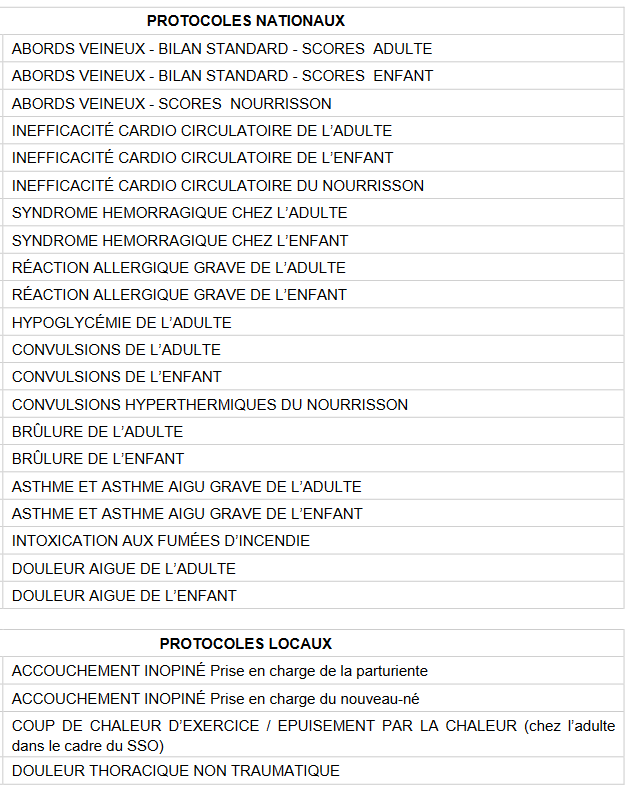 PROTOCOLES NATIONAUX
ABORDS VEINEUX - BILAN STANDARD - SCORES  ADULTE
ABORDS VEINEUX - BILAN STANDARD - SCORES  ENFANT
ABORDS VEINEUX - SCORES  NOURRISSON
INEFFICACITÉ CARDIO CIRCULATOIRE DE L’ADULTE
INEFFICACITÉ CARDIO CIRCULATOIRE DE L’ENFANT
INEFFICACITÉ CARDIO CIRCULATOIRE DU NOURRISSON
SYNDROME HEMORRAGIQUE CHEZ L’ADULTE
SYNDROME HEMORRAGIQUE CHEZ L’ENFANT
RÉACTION ALLERGIQUE GRAVE DE L’ADULTE
RÉACTION ALLERGIQUE GRAVE DE L’ENFANT
HYPOGLYCÉMIE DE L’ADULTE
CONVULSIONS DE L’ADULTE
CONVULSIONS DE L’ENFANT
CONVULSIONS HYPERTHERMIQUES DU NOURRISSON
BRÛLURE DE L’ADULTE
BRÛLURE DE L’ENFANT
ASTHME ET ASTHME AIGU GRAVE DE L’ADULTE
ASTHME ET ASTHME AIGU GRAVE DE L’ENFANT
INTOXICATION AUX FUMÉES D’INCENDIE
DOULEUR AIGUE DE L’ADULTE
DOULEUR AIGUE DE L’ENFANT
PROTOCOLES LOCAUX
ACCOUCHEMENT INOPINÉ Prise en charge de la parturiente
ACCOUCHEMENT INOPINÉ Prise en charge du nouveau-né
COUP DE CHALEUR D’EXERCICE / EPUISEMENT PAR LA CHALEUR (chez l’adulte
dans le cadre du SSO)
DOULEUR THORACIQUE NON TRAUMATIQUE